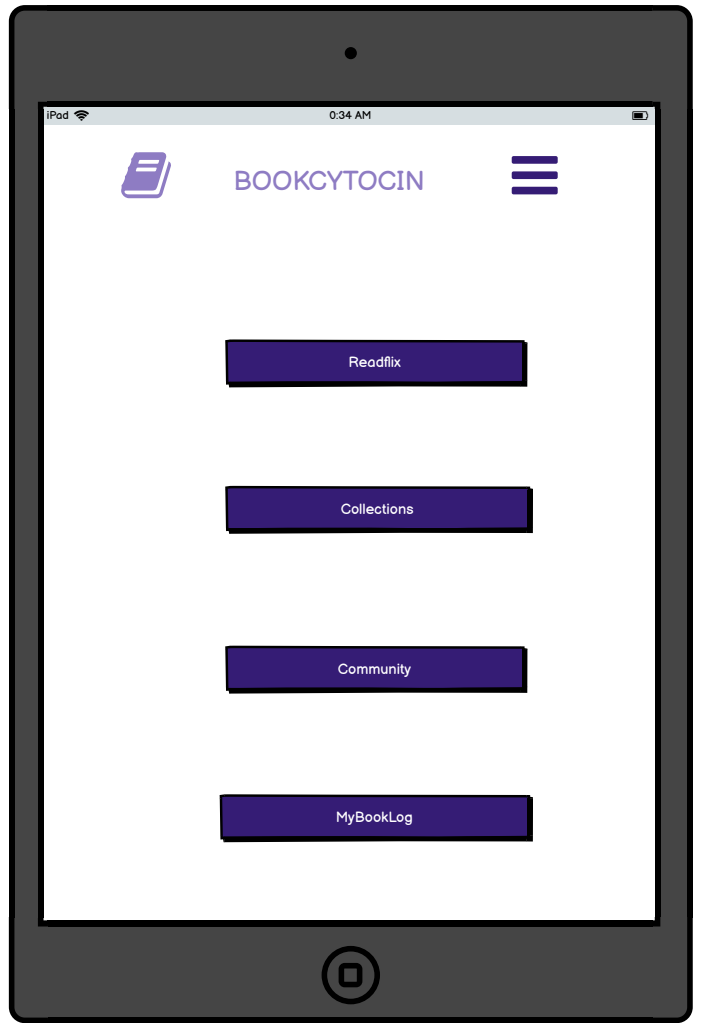 iPad 0:34 AM
BOOKCYTOCIN
Readflix
Collections
Community
MyBookLog